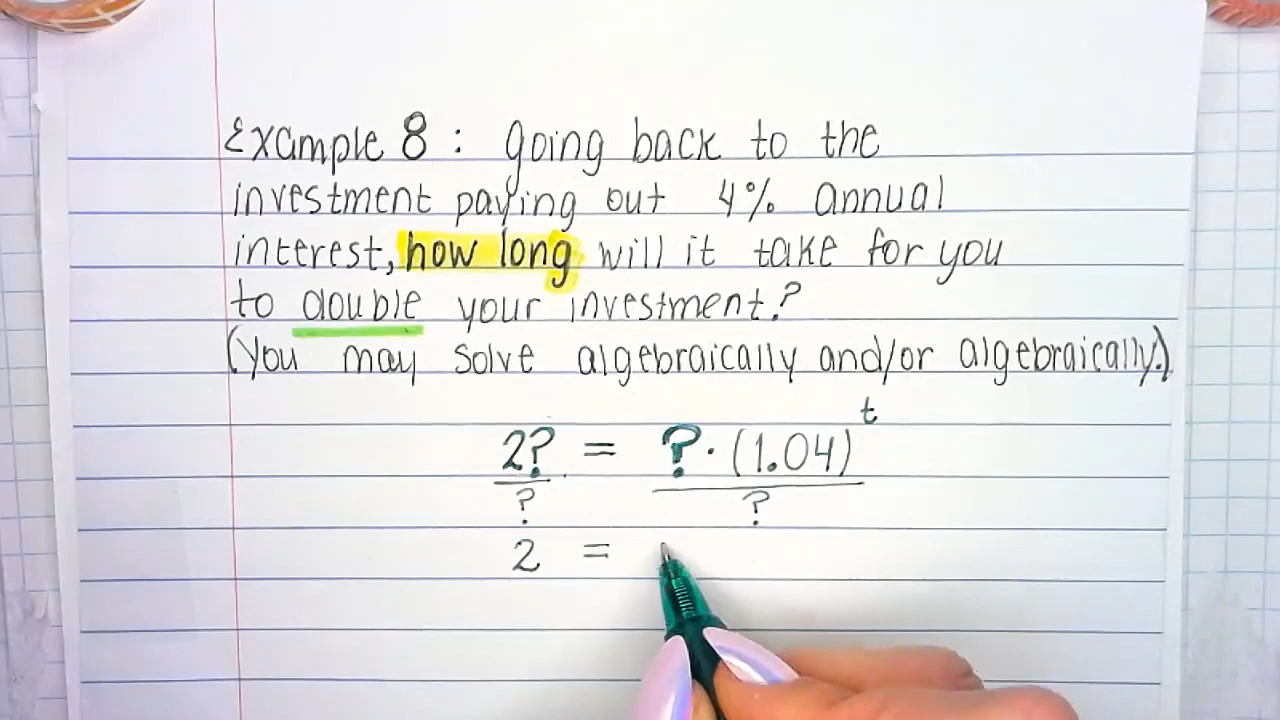 Example 8 : going back to the
investment paying out 4% annual
interest, how long will it take for you
to double your investment?
(you may solve algebraically and/or algebraically.)
2? = ? · (1.04)^t
? ?
2 =